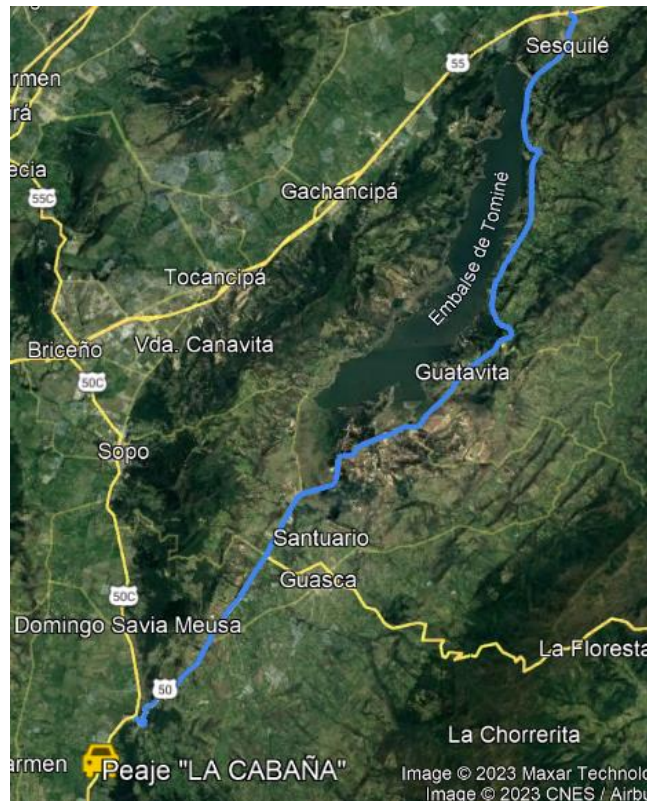 Sesquilé
armen
55
ará
Gachancipá
ecia
55C
Embalse de Tominé
Tocancipá
Briceño
Vda. Canavita
50C
Guatavita
Sopo
Santuario
Guasca
50C
Domingo Savia Meusa
La Floresta
50
La Chorrerita
armen
Peaje "LA CABAÑA"
Image © 2023 Maxar Technolo
Image © 2023 CNES / Airbu